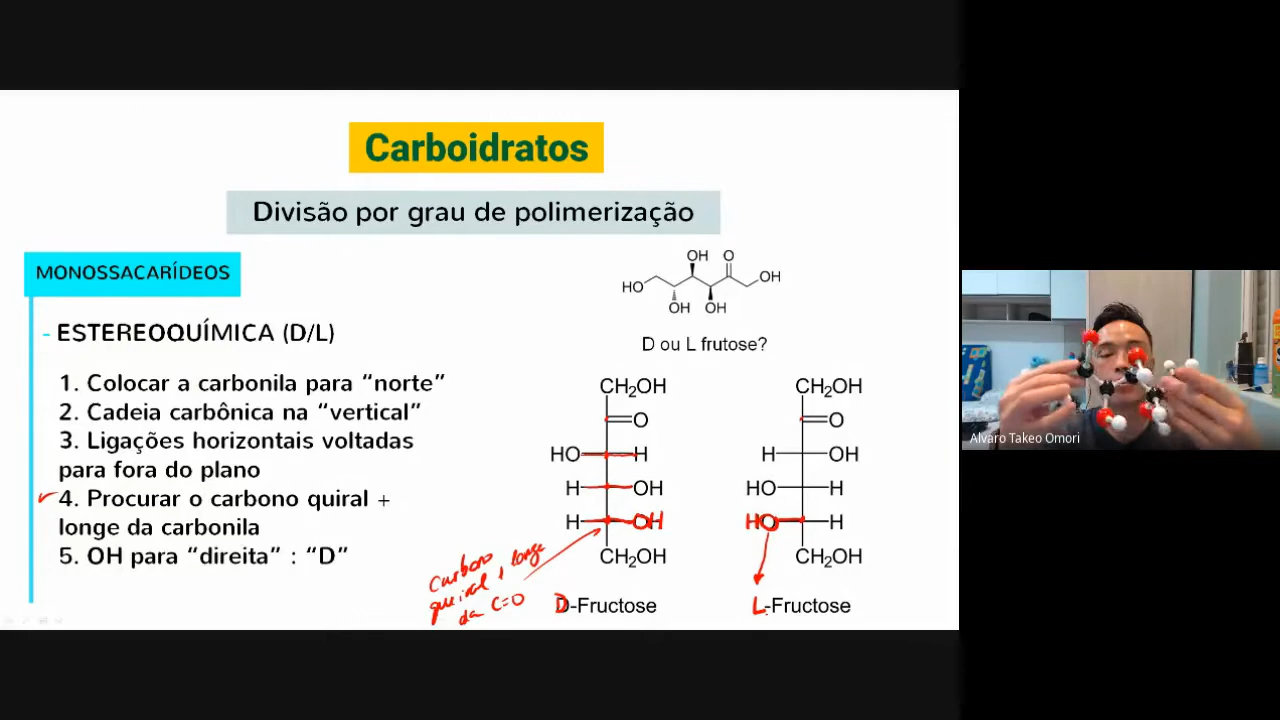 Carboidratos
Divisão por grau de polimerização
MONOSSACARÍDEOS
- ESTEREOQUÍMICA (D/L)
1. Colocar a carbonila para “norte”
2. Cadeia carbônica na “vertical”
3. Ligações horizontais voltadas
para fora do plano
4. Procurar o carbono quiral +
longe da carbonila
5. OH para “direita” : “D”
OH O
HO OH
OH OH
D ou L frutose?
CH2OH
O
HO H
H OH
H OH
CH2OH
D-Fructose
carbono
quiral + longe
da C=O
CH2OH
O
H OH
HO H
HO H
CH2OH
L-Fructose
Alvaro Takeo Omori